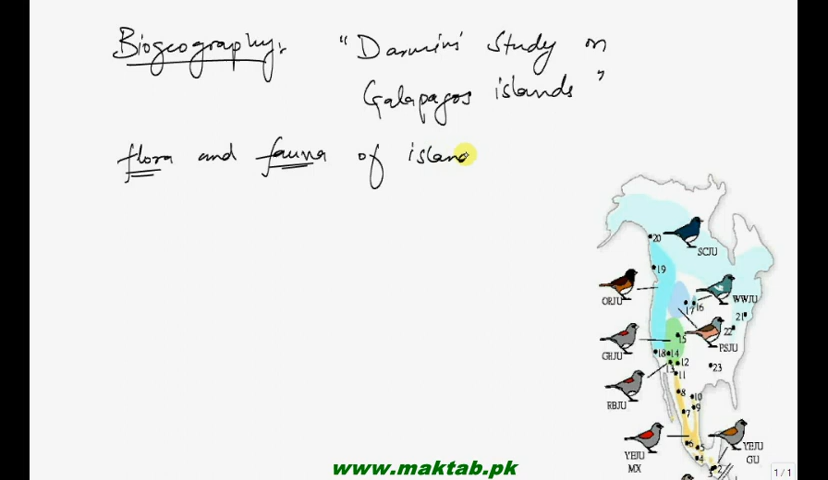 Biogeography: "Darwin's study on
Galapagos islands"
flora and fauna of islan
20
SCJU
19
ORJU
17
16
WWJU
21
22
15
PSJU
GHJU
18
14
13
12
11
23
RBJU
8
10
9
7
6
5
4
YEJU
MX
YEJU
GU
3
2
www.maktab.pk
1/1